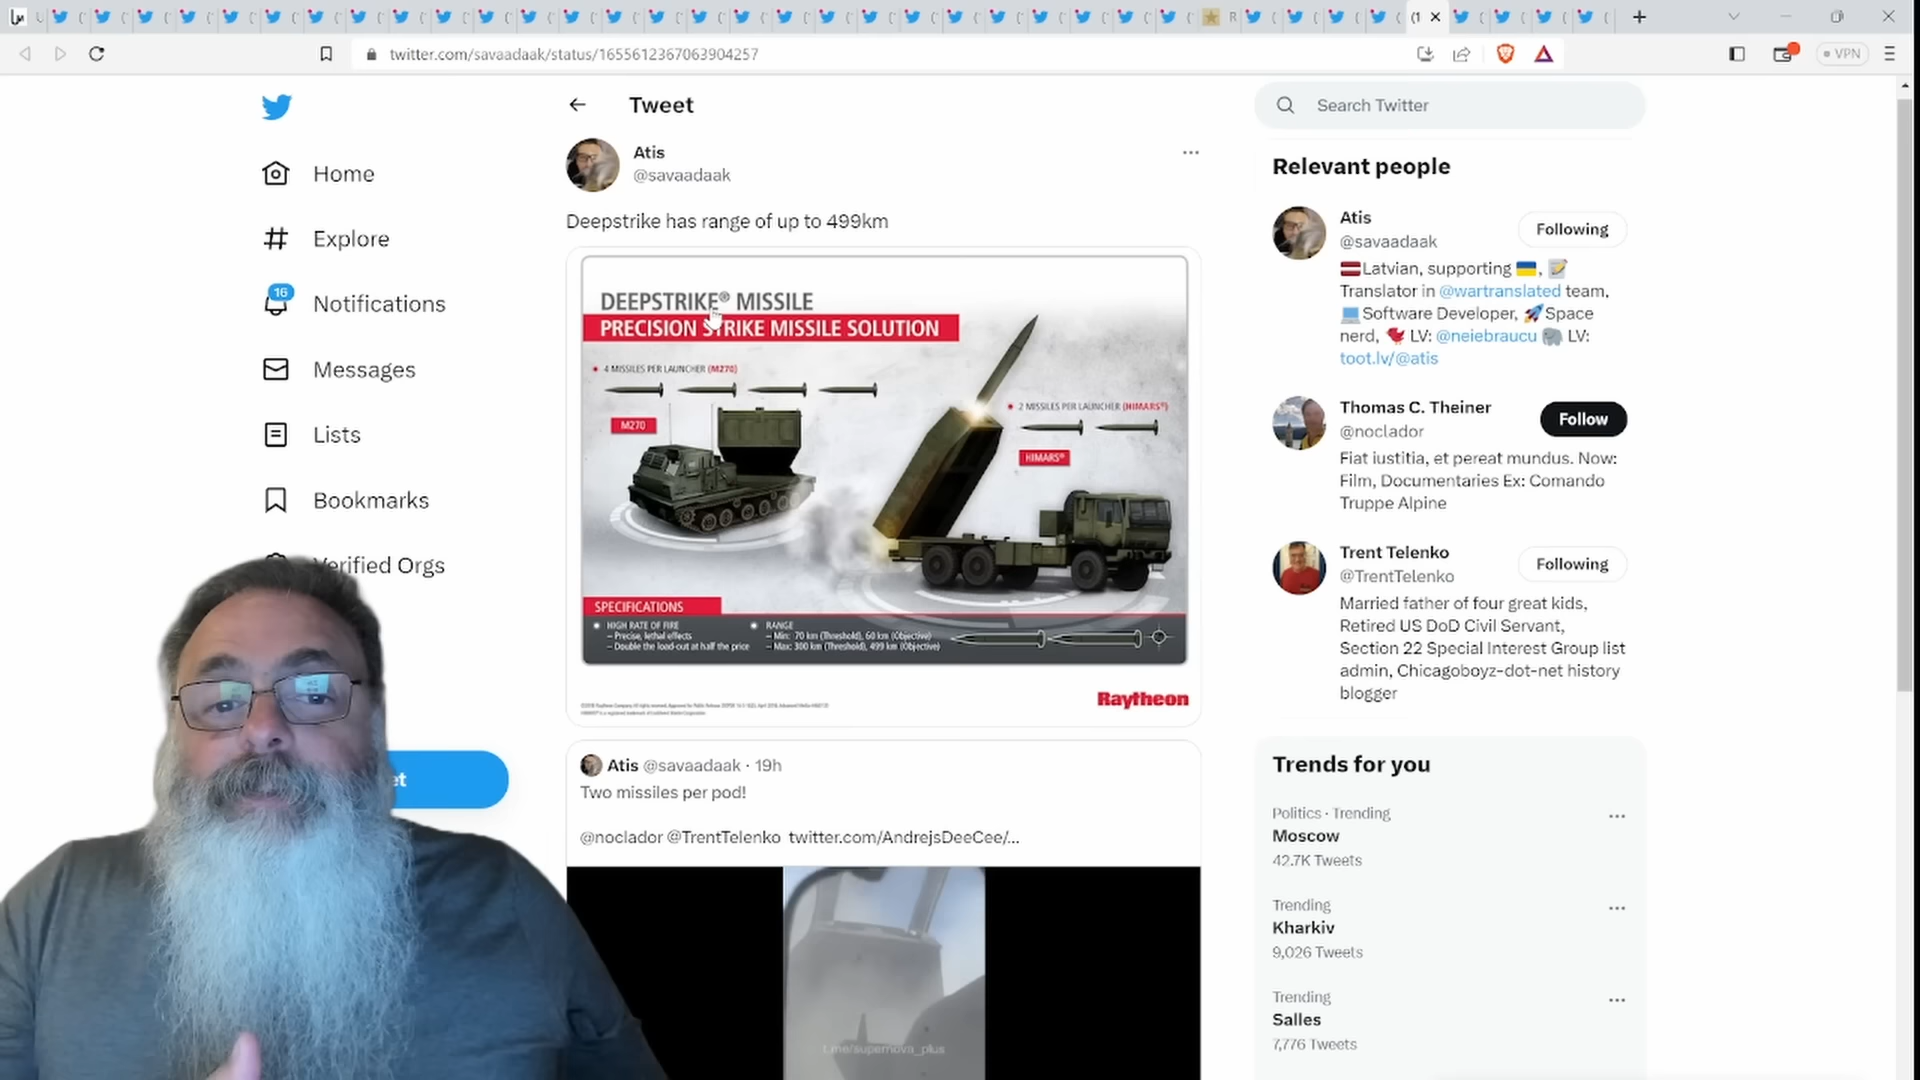 twitter.com/savaadaak/status/1655612367063904257
VPN
Tweet
Search Twitter
Home
Explore
16
Notifications
Messages
Lists
Bookmarks
Verified Orgs
et
Atis
@savaadaak
Deepstrike has range of up to 499km
DEEPSTRIKE® MISSILE
PRECISION STRIKE MISSILE SOLUTION
• 4 MISSILES PER LAUNCHER (M270)
M270
• 2 MISSILES PER LAUNCHER (HIMARS®)
HIMARS®
SPECIFICATIONS
• HIGH RATE OF FIRE
– Precise, lethal effects
– Double the load-out at half the price
• RANGE
– Min: 70 km (Threshold), 60 km (Objective)
– Max: 300 km (Threshold), 499 km (Objective)
Raytheon
Atis @savaadaak · 19h
Two missiles per pod!
@noclador @TrentTelenko twitter.com/AndrejsDeeCee/...
t.me/supernova_plus
Relevant people
Atis
@savaadaak
Following
Latvian, supporting ,
Translator in @wartranslated team,
Software Developer, Space
nerd, LV: @neiebraucu LV:
toot.lv/@atis
Thomas C. Theiner
@noclador
Follow
Fiat iustitia, et pereat mundus. Now:
Film, Documentaries Ex: Comando
Truppe Alpine
Trent Telenko
@TrentTelenko
Following
Married father of four great kids,
Retired US DoD Civil Servant,
Section 22 Special Interest Group list
admin, Chicagoboyz-dot-net history
blogger
Trends for you
Politics · Trending
Moscow
42.7K Tweets
Trending
Kharkiv
9,026 Tweets
Trending
Salles
7,776 Tweets